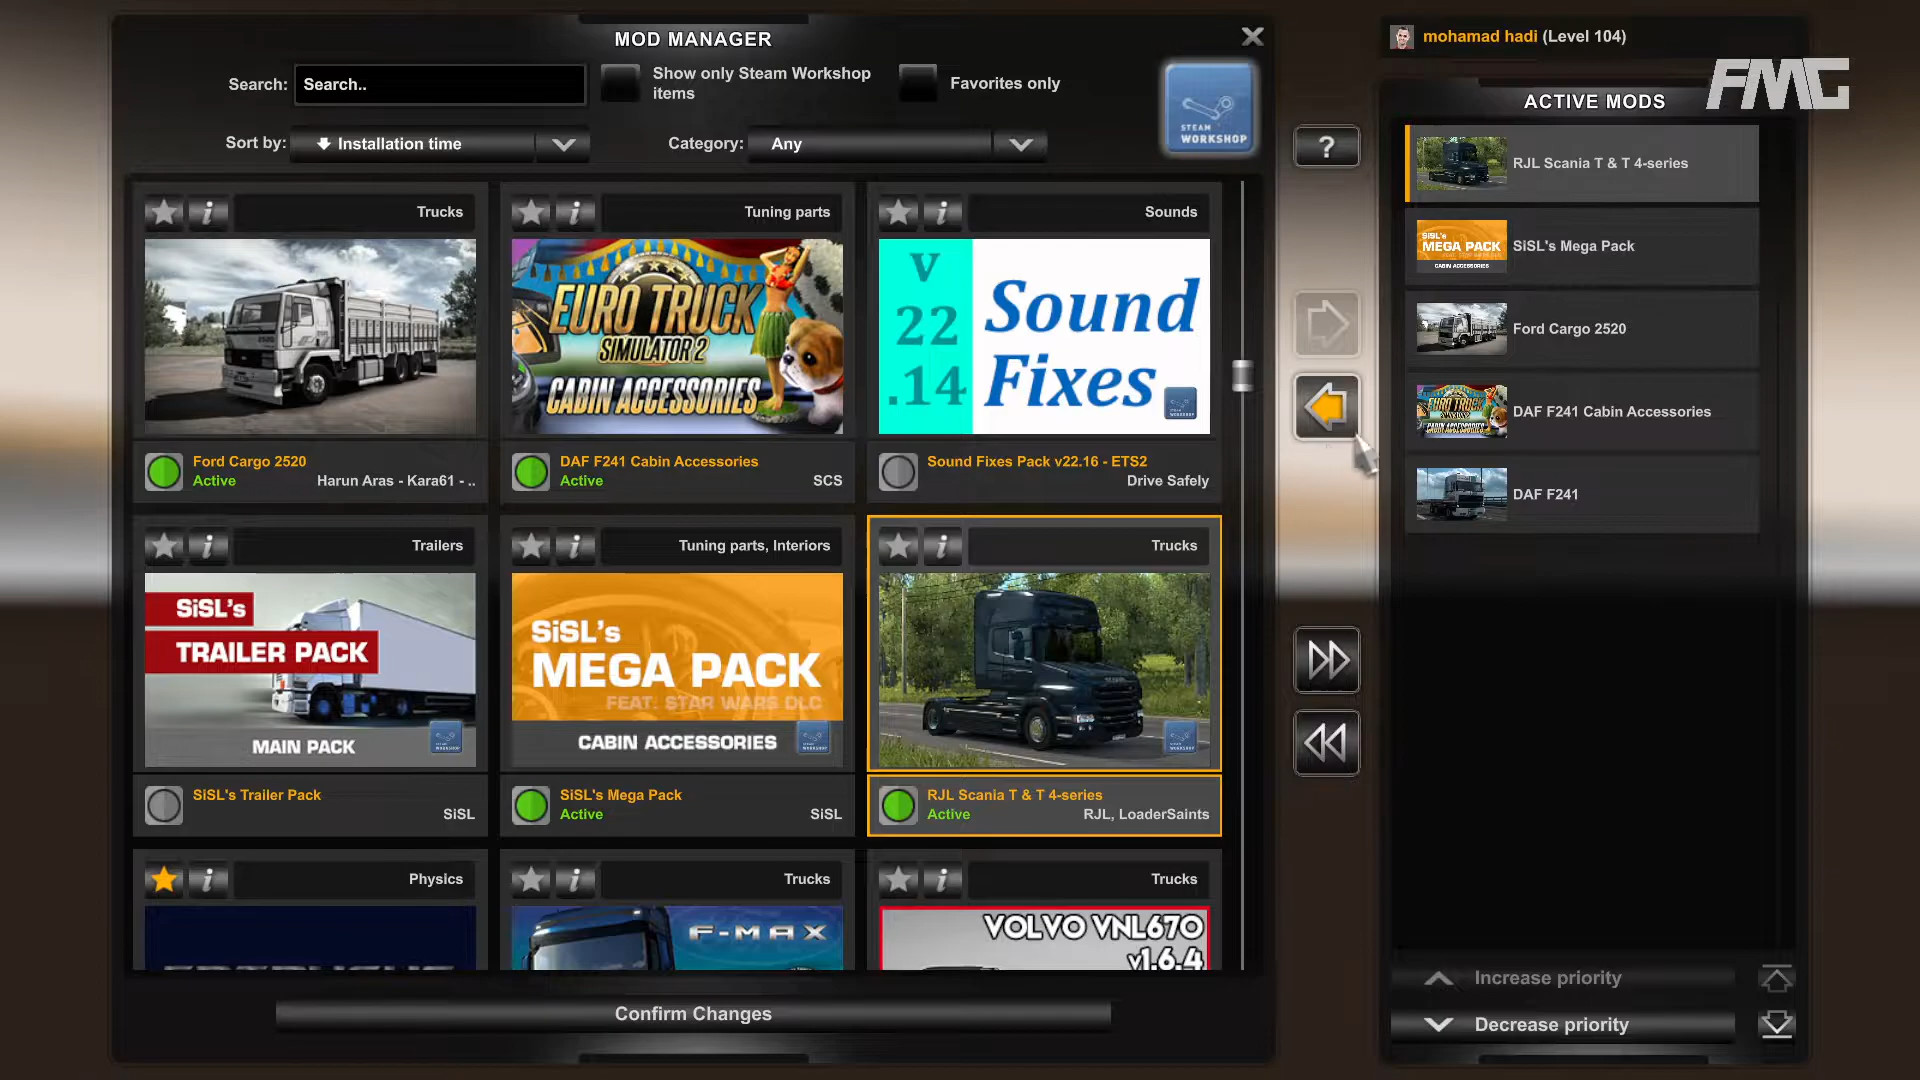 MOD MANAGER
Search:
Search..
Show only Steam Workshop
items
Favorites only
STEAM
WORKSHOP
Sort by:
Installation time
Category:
Any
?
Trucks
Ford Cargo 2520
Active
Harun Aras - Kara61 - ..
Tuning parts
EURO TRUCK
SIMULATOR 2
CABIN ACCESSORIES
DAF F241 Cabin Accessories
Active
SCS
Sounds
V
22
.14
Sound
Fixes
Sound Fixes Pack v22.16 - ETS2
Drive Safely
Trailers
SiSL's
TRAILER PACK
MAIN PACK
SiSL's Trailer Pack
SiSL
Tuning parts, Interiors
SiSL's
MEGA PACK
FEAT. STAR WARS DLC
CABIN ACCESSORIES
SiSL's Mega Pack
Active
SiSL
Trucks
RJL Scania T & T 4-series
Active
RJL, LoaderSaints
Physics
Trucks
F-MAX
Trucks
VOLVO VNL670
v1.6.4
Confirm Changes
mohamad hadi (Level 104)
FMG
ACTIVE MODS
RJL Scania T & T 4-series
SiSL's
MEGA PACK
CABIN ACCESSORIES
SiSL's Mega Pack
Ford Cargo 2520
DAF F241 Cabin Accessories
DAF F241
Increase priority
Decrease priority